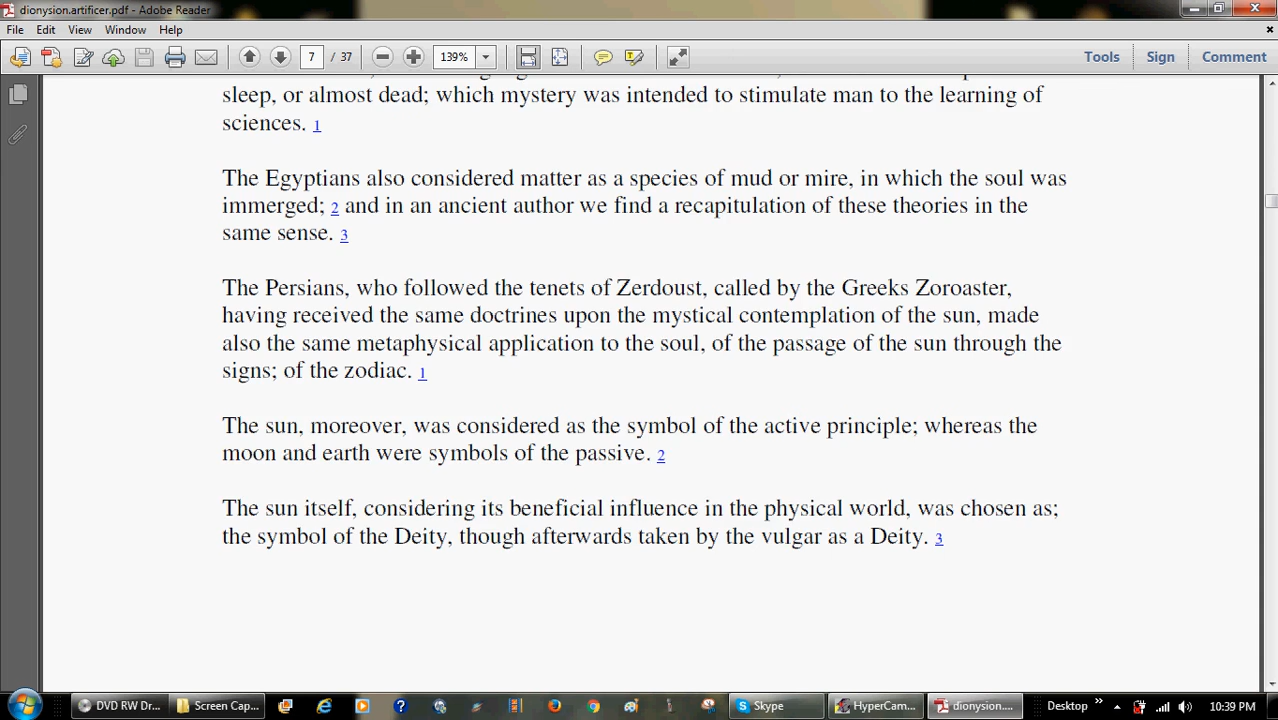 dionysion.artificer.pdf - Adobe Reader
File Edit View Window Help
7 / 37 139% Tools Sign Comment
sleep, or almost dead; which mystery was intended to stimulate man to the learning of
sciences. 1
The Egyptians also considered matter as a species of mud or mire, in which the soul was
immerged; 2 and in an ancient author we find a recapitulation of these theories in the
same sense. 3
The Persians, who followed the tenets of Zerdoust, called by the Greeks Zoroaster,
having received the same doctrines upon the mystical contemplation of the sun, made
also the same metaphysical application to the soul, of the passage of the sun through the
signs; of the zodiac. 1
The sun, moreover, was considered as the symbol of the active principle; whereas the
moon and earth were symbols of the passive. 2
The sun itself, considering its beneficial influence in the physical world, was chosen as;
the symbol of the Deity, though afterwards taken by the vulgar as a Deity. 3
DVD RW Dr... Screen Cap... Skype HyperCam... dionysion.... Desktop 10:39 PM